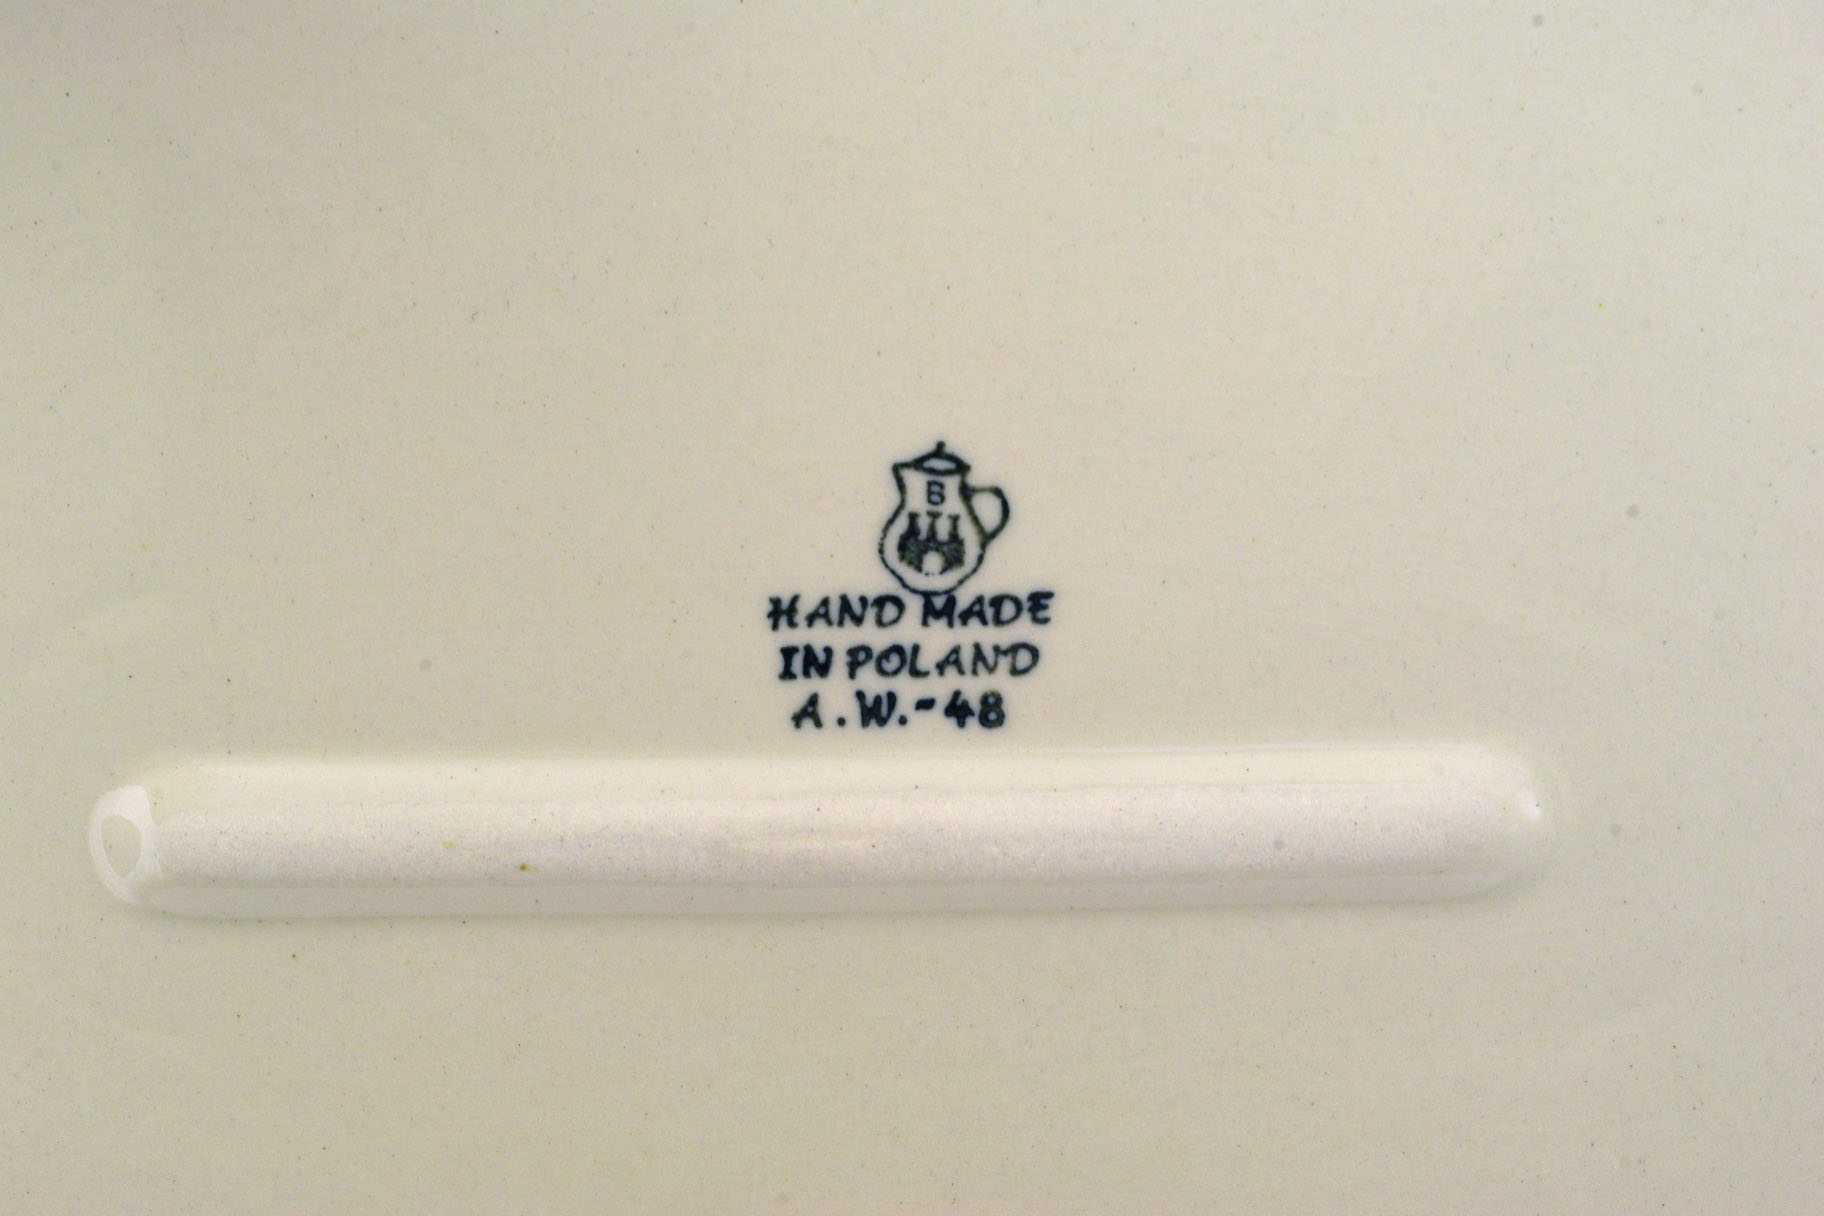 B
HAND MADE
IN POLAND
A.W.-48